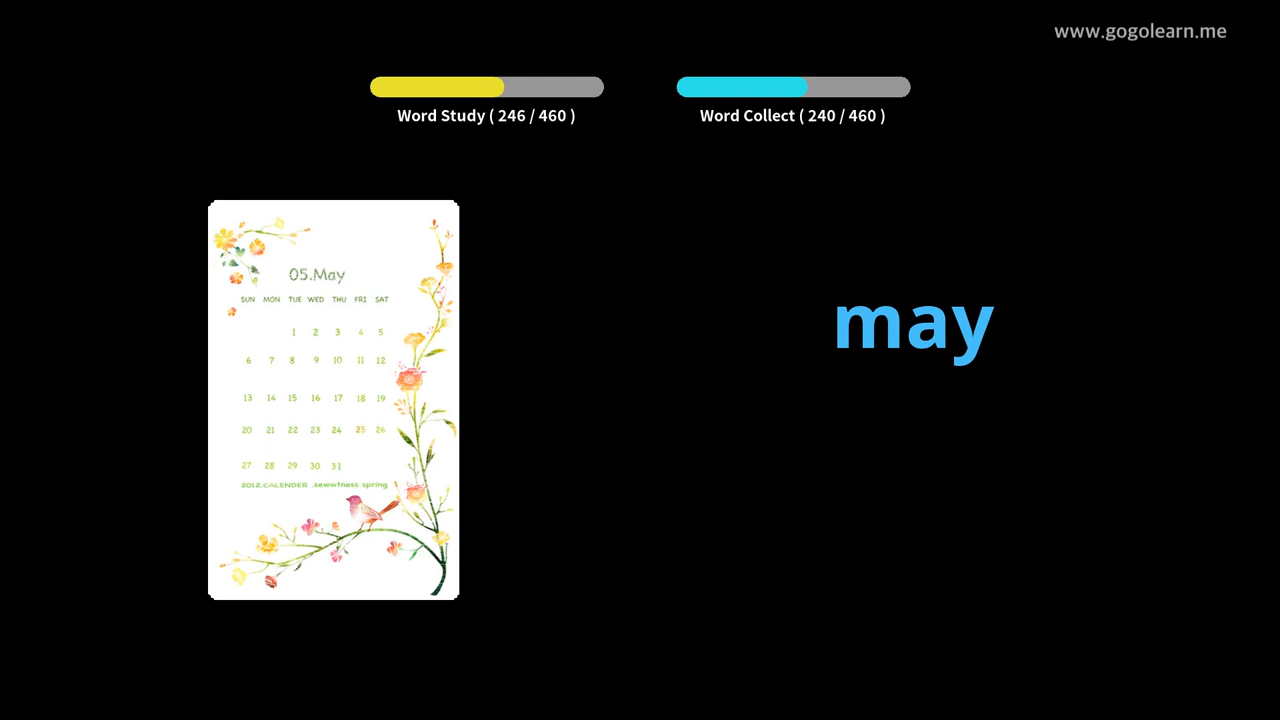 www.gogolearn.me
Word Study ( 246 / 460 )
Word Collect ( 240 / 460 )
05.May
SUN MON TUE WED THU FRI SAT
1 2 3 4 5
6 7 8 9 10 11 12
13 14 15 16 17 18 19
20 21 22 23 24 25 26
27 28 29 30 31
2012.CALENDER .sewwtness spring
may